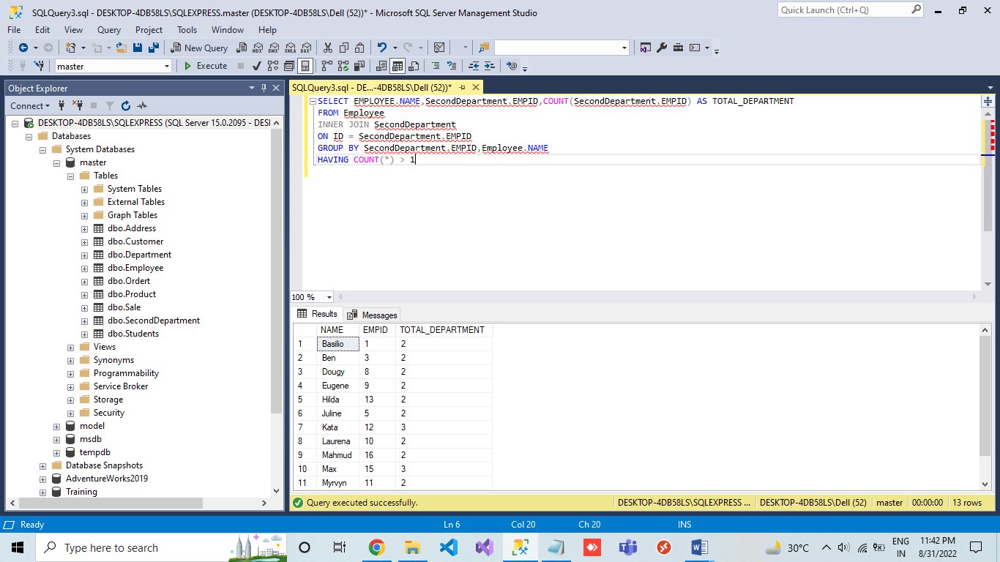 SQLQuery3.sql - DESKTOP-4DB58LS\SQLEXPRESS.master (DESKTOP-4DB58LS\Dell (52))* - Microsoft SQL Server Management Studio
Quick Launch (Ctrl+Q)
File Edit View Query Project Tools Window Help
New Query
MDX DMX XMLA DAX
master
Execute
Object Explorer
Connect
DESKTOP-4DB58LS\SQLEXPRESS (SQL Server 15.0.2095 - DESI
Databases
System Databases
master
Tables
System Tables
External Tables
Graph Tables
dbo.Address
dbo.Customer
dbo.Department
dbo.Employee
dbo.Ordert
dbo.Product
dbo.Sale
dbo.SecondDepartment
dbo.Students
Views
Synonyms
Programmability
Service Broker
Storage
Security
model
msdb
tempdb
Database Snapshots
AdventureWorks2019
Training
SQLQuery3.sql - DE...-4DB58LS\Dell (52))*
SELECT EMPLOYEE.NAME,SecondDepartment.EMPID,COUNT(SecondDepartment.EMPID) AS TOTAL_DEPARTMENT
FROM Employee
INNER JOIN SecondDepartment
ON ID = SecondDepartment.EMPID
GROUP BY SecondDepartment.EMPID,Employee.NAME
HAVING COUNT(*) > 1
100 %
Results Messages
NAME EMPID TOTAL_DEPARTMENT
1 Basilio 1 2
2 Ben 3 2
3 Dougy 8 2
4 Eugene 9 2
5 Hilda 13 2
6 Juline 5 2
7 Kata 12 3
8 Laurena 10 2
9 Mahmud 16 2
10 Max 15 3
11 Myrvyn 11 2
Query executed successfully.
DESKTOP-4DB58LS\SQLEXPRESS ... DESKTOP-4DB58LS\Dell (52) master 00:00:00 13 rows
Ready Ln 6 Col 20 Ch 20 INS
Type here to search
30°C
ENG
IN
11:42 PM
8/31/2022